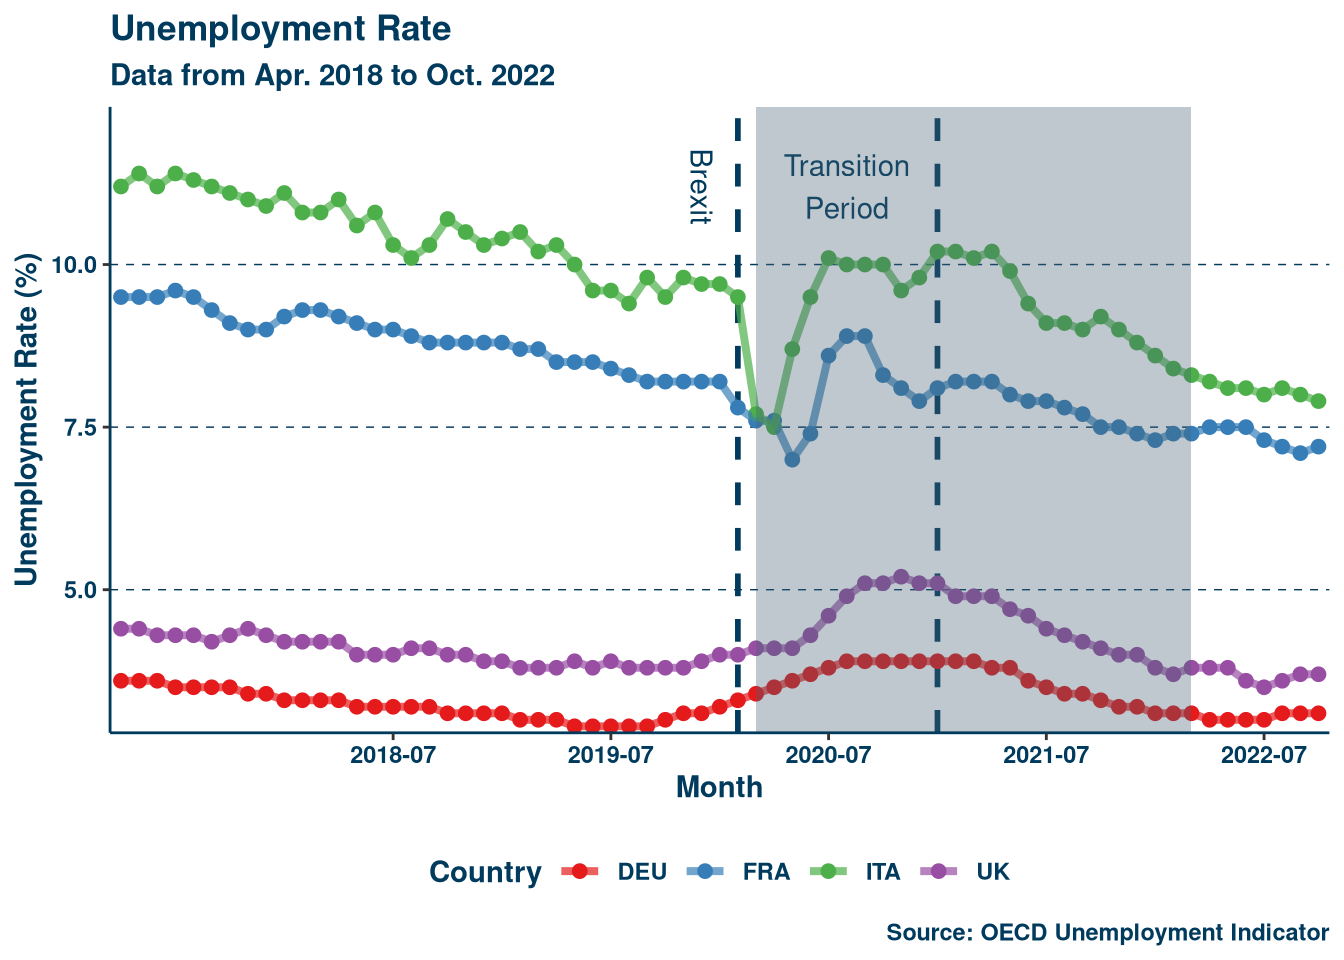 Unemployment Rate
Data from Apr. 2018 to Oct. 2022
Unemployment Rate (%)
10.0
7.5
5.0
Brexit
Transition
Period
2018-07
2019-07
2020-07
2021-07
2022-07
Month
Country
DEU
FRA
ITA
UK
Source: OECD Unemployment Indicator